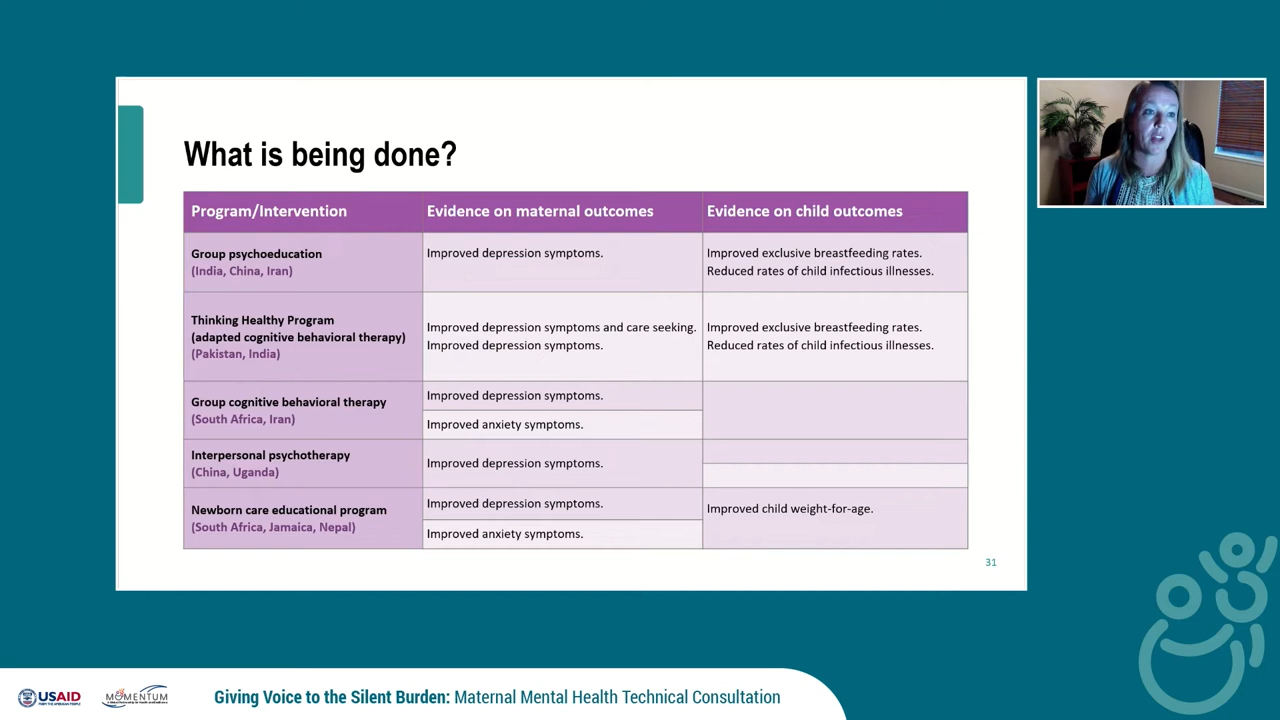 What is being done?
Program/Intervention
Evidence on maternal outcomes
Evidence on child outcomes
Group psychoeducation
(India, China, Iran)
Improved depression symptoms.
Improved exclusive breastfeeding rates.
Reduced rates of child infectious illnesses.
Thinking Healthy Program
(adapted cognitive behavioral therapy)
(Pakistan, India)
Improved depression symptoms and care seeking.
Improved depression symptoms.
Improved exclusive breastfeeding rates.
Reduced rates of child infectious illnesses.
Group cognitive behavioral therapy
(South Africa, Iran)
Improved depression symptoms.
Improved anxiety symptoms.
Interpersonal psychotherapy
(China, Uganda)
Improved depression symptoms.
Newborn care educational program
(South Africa, Jamaica, Nepal)
Improved depression symptoms.
Improved anxiety symptoms.
Improved child weight-for-age.
31
USAID
FROM THE AMERICAN PEOPLE
MOMENTUM
Giving Voice to the Silent Burden: Maternal Mental Health Technical Consultation